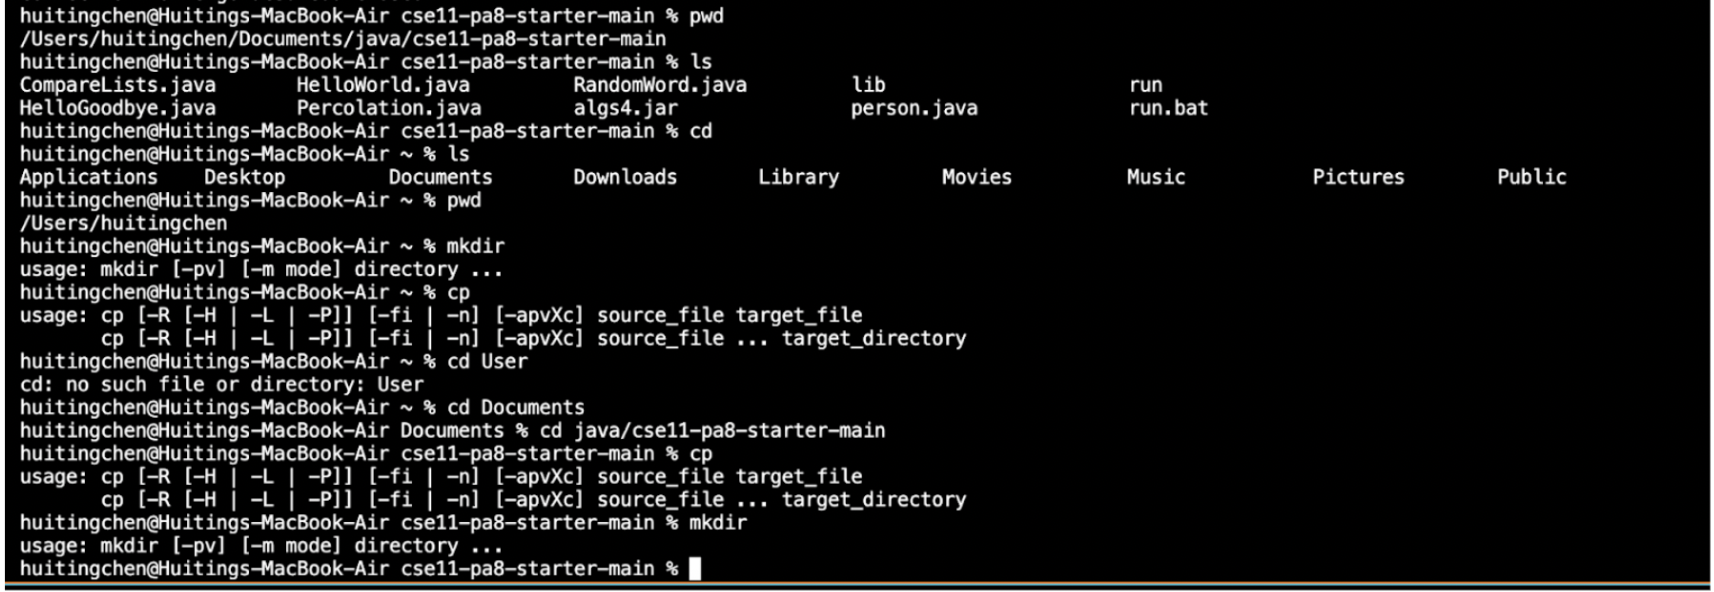 huitingchen@Huitings-MacBook-Air cse11-pa8-starter-main % pwd
/Users/huitingchen/Documents/java/cse11-pa8-starter-main
huitingchen@Huitings-MacBook-Air cse11-pa8-starter-main % ls
CompareLists.java HelloWorld.java RandomWord.java lib run
HelloGoodbye.java Percolation.java algs4.jar person.java run.bat
huitingchen@Huitings-MacBook-Air cse11-pa8-starter-main % cd
huitingchen@Huitings-MacBook-Air ~ % ls
Applications Desktop Documents Downloads Library Movies Music Pictures Public
huitingchen@Huitings-MacBook-Air ~ % pwd
/Users/huitingchen
huitingchen@Huitings-MacBook-Air ~ % mkdir
usage: mkdir [-pv] [-m mode] directory ...
huitingchen@Huitings-MacBook-Air ~ % cp
usage: cp [-R [-H | -L | -P]] [-fi | -n] [-apvXc] source_file target_file
cp [-R [-H | -L | -P]] [-fi | -n] [-apvXc] source_file ... target_directory
huitingchen@Huitings-MacBook-Air ~ % cd User
cd: no such file or directory: User
huitingchen@Huitings-MacBook-Air ~ % cd Documents
huitingchen@Huitings-MacBook-Air Documents % cd java/cse11-pa8-starter-main
huitingchen@Huitings-MacBook-Air cse11-pa8-starter-main % cp
usage: cp [-R [-H | -L | -P]] [-fi | -n] [-apvXc] source_file target_file
cp [-R [-H | -L | -P]] [-fi | -n] [-apvXc] source_file ... target_directory
huitingchen@Huitings-MacBook-Air cse11-pa8-starter-main % mkdir
usage: mkdir [-pv] [-m mode] directory ...
huitingchen@Huitings-MacBook-Air cse11-pa8-starter-main %